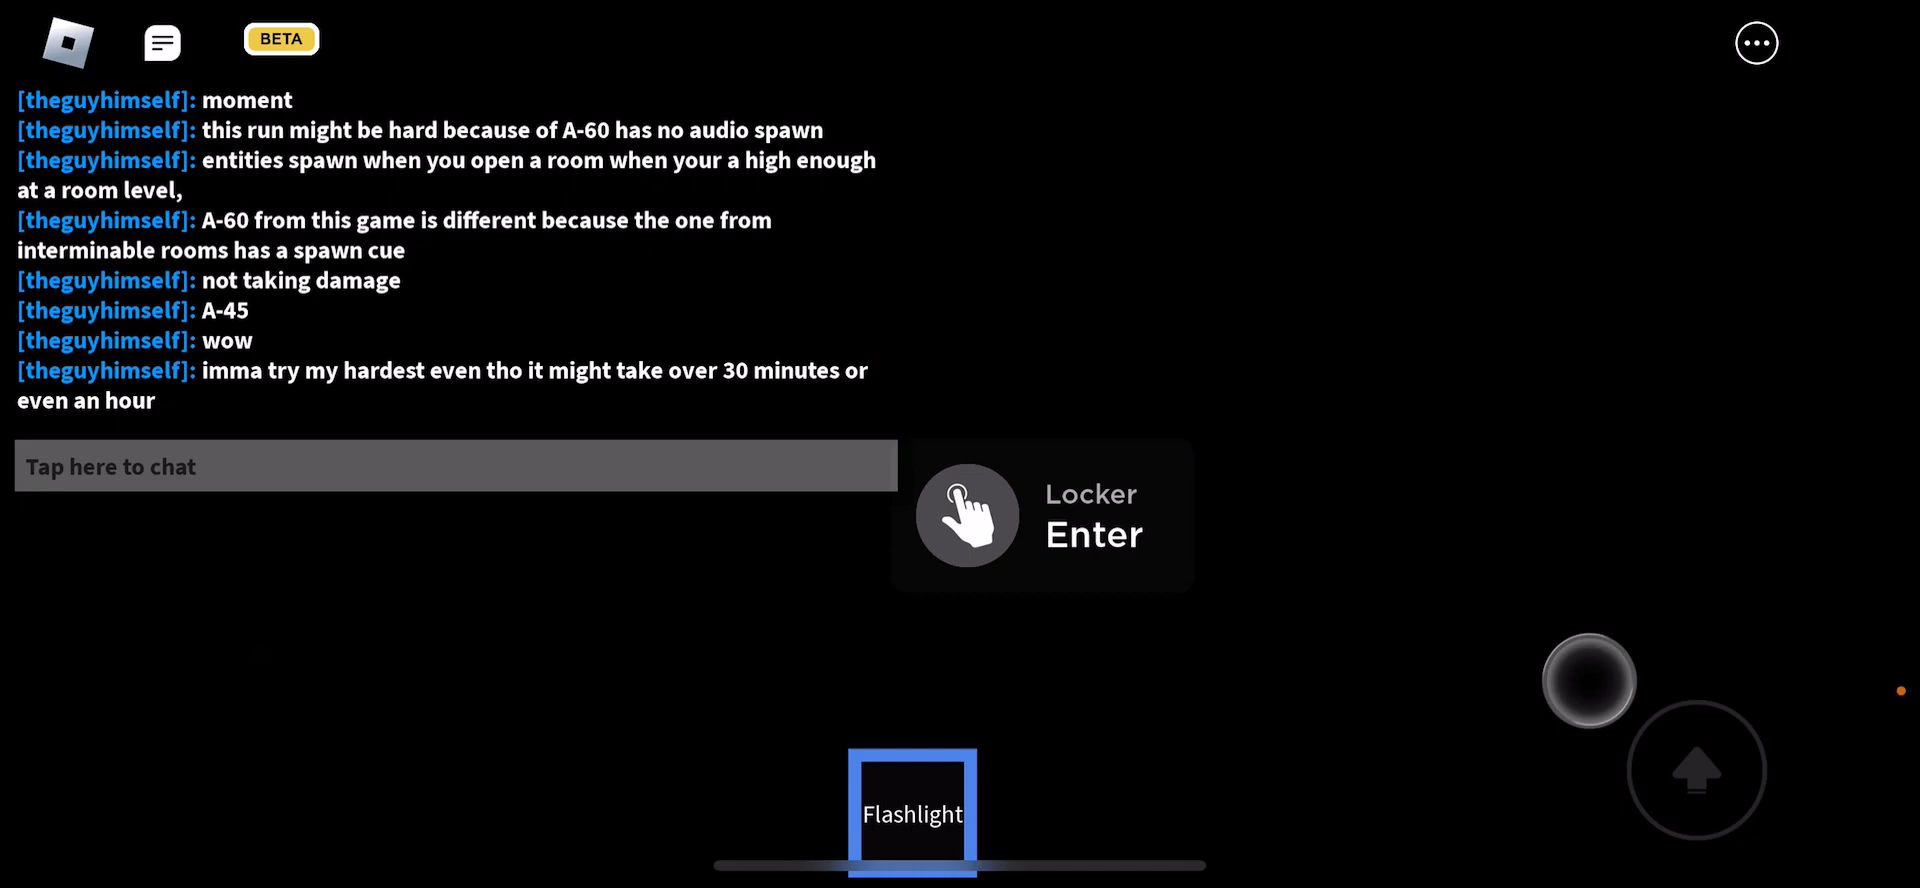 BETA
[theguyhimself]: moment
[theguyhimself]: this run might be hard because of A-60 has no audio spawn
[theguyhimself]: entities spawn when you open a room when your a high enough
at a room level,
[theguyhimself]: A-60 from this game is different because the one from
interminable rooms has a spawn cue
[theguyhimself]: not taking damage
[theguyhimself]: A-45
[theguyhimself]: wow
[theguyhimself]: imma try my hardest even tho it might take over 30 minutes or
even an hour
Tap here to chat
Locker
Enter
Flashlight